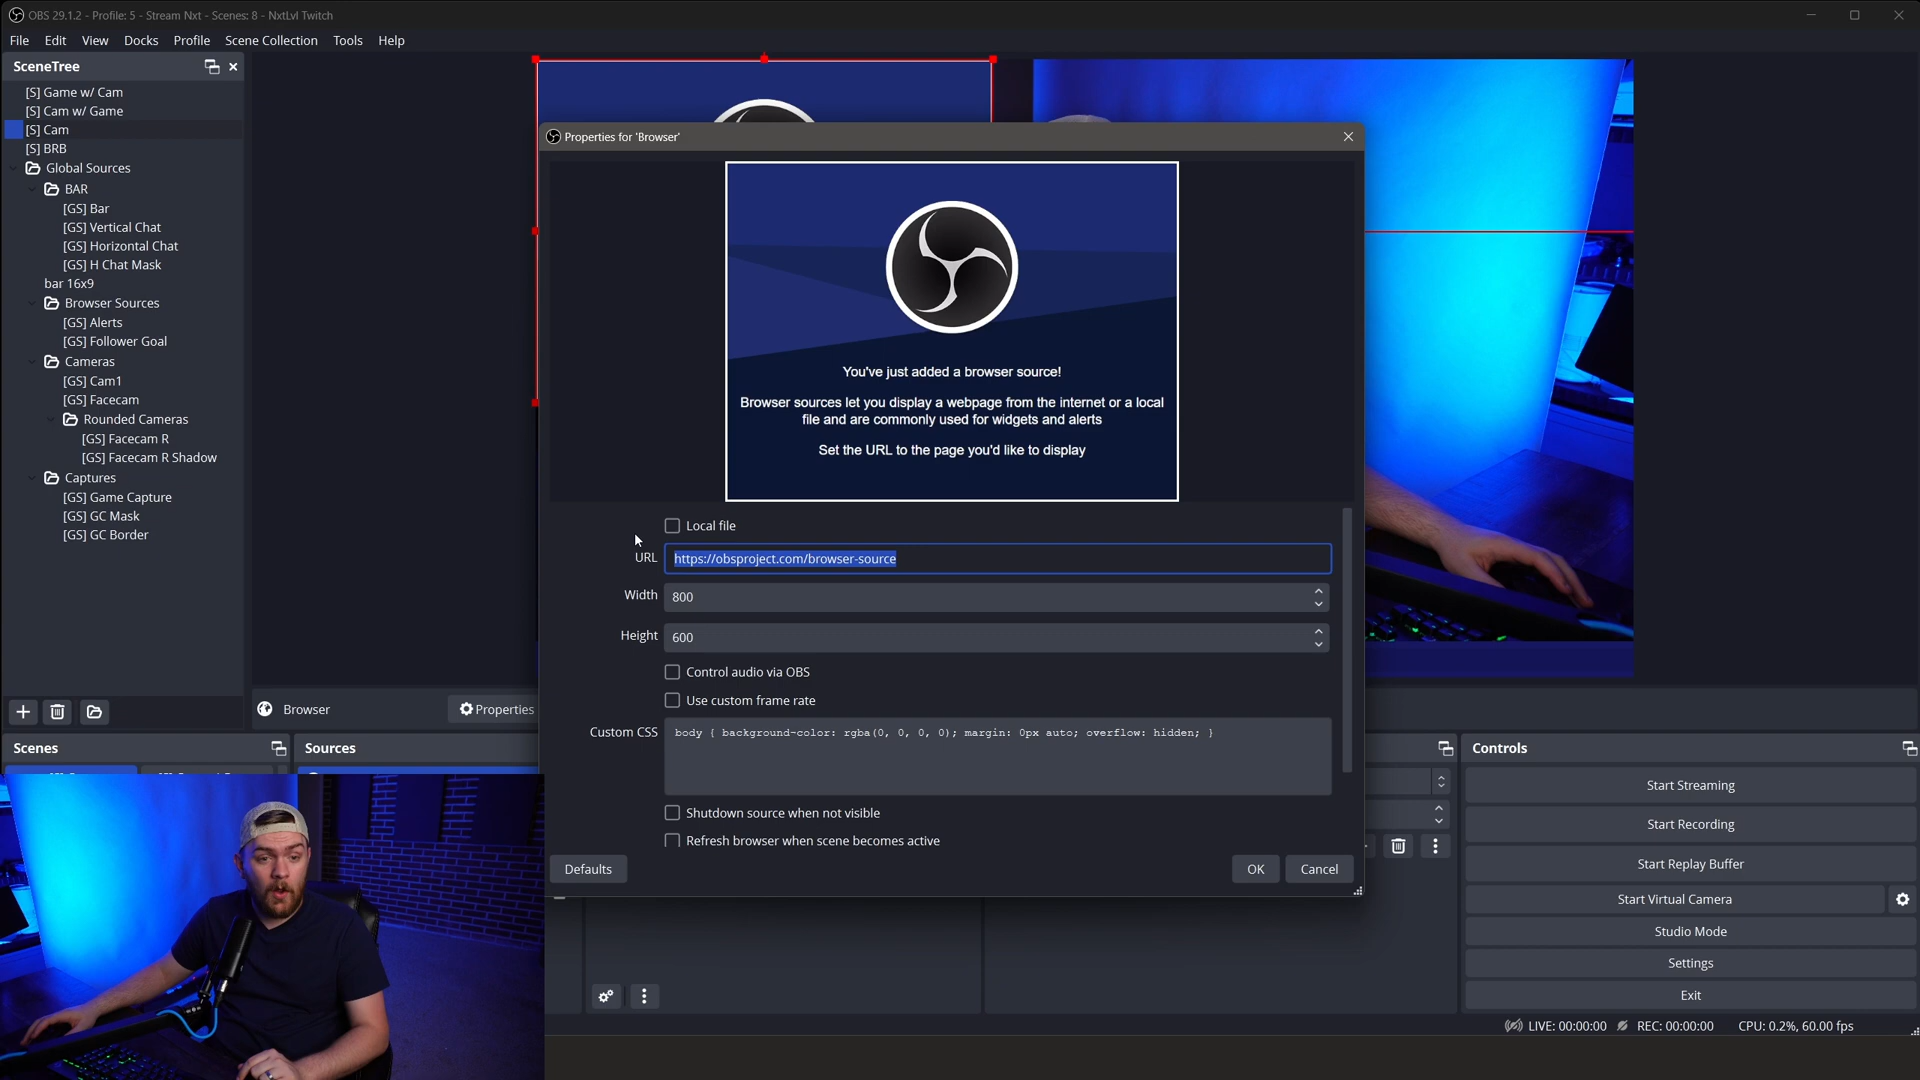 OBS 29.1.2 - Profile: 5 - Stream Nxt - Scenes: 8 - NxtLvl Twitch
File Edit View Docks Profile Scene Collection Tools Help
SceneTree
[S] Game w/ Cam
[S] Cam w/ Game
[S] Cam
[S] BRB
Global Sources
BAR
[GS] Bar
[GS] Vertical Chat
[GS] Horizontal Chat
[GS] H Chat Mask
bar 16x9
Browser Sources
[GS] Alerts
[GS] Follower Goal
Cameras
[GS] Cam1
[GS] Facecam
Rounded Cameras
[GS] Facecam R
[GS] Facecam R Shadow
Captures
[GS] Game Capture
[GS] GC Mask
[GS] GC Border
Properties for 'Browser'
You've just added a browser source!
Browser sources let you display a webpage from the internet or a local
file and are commonly used for widgets and alerts
Set the URL to the page you'd like to display
Local file
URL https://obsproject.com/browser-source
Width 800
Height 600
Control audio via OBS
Use custom frame rate
Custom CSS body { background-color: rgba(0, 0, 0, 0); margin: 0px auto; overflow: hidden; }
Shutdown source when not visible
Refresh browser when scene becomes active
Defaults OK Cancel
Browser Properties
Scenes Sources
Controls
Start Streaming
Start Recording
Start Replay Buffer
Start Virtual Camera
Studio Mode
Settings
Exit
LIVE: 00:00:00 REC: 00:00:00 CPU: 0.2%, 60.00 fps